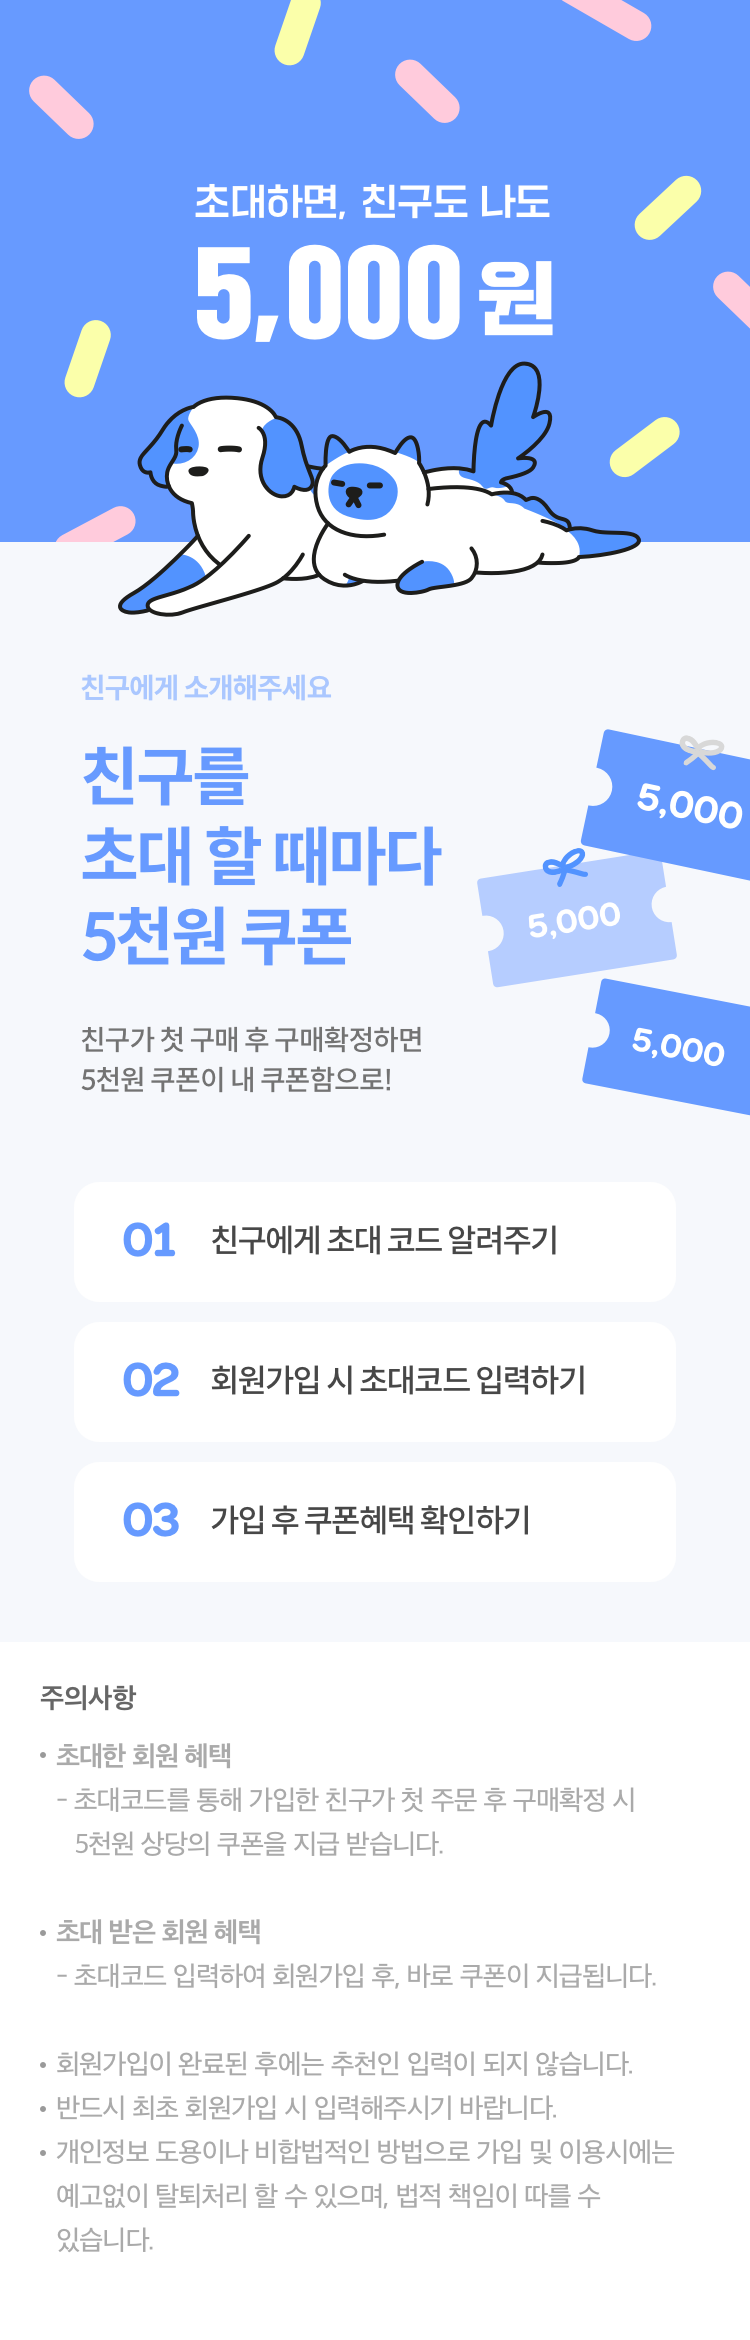 초대하면, 친구도 나도
5,000 원
친구에게 소개해주세요
친구를
초대 할 때마다
5천원 쿠폰
5,000
5,000
5,000
친구가 첫 구매 후 구매확정하면
5천원 쿠폰이 내 쿠폰함으로!
01 친구에게 초대 코드 알려주기
02 회원가입 시 초대코드 입력하기
03 가입 후 쿠폰혜택 확인하기
주의사항
• 초대한 회원 혜택
- 초대코드를 통해 가입한 친구가 첫 주문 후 구매확정 시
5천원 상당의 쿠폰을 지급 받습니다.
• 초대 받은 회원 혜택
- 초대코드 입력하여 회원가입 후, 바로 쿠폰이 지급됩니다.
• 회원가입이 완료된 후에는 추천인 입력이 되지 않습니다.
• 반드시 최초 회원가입 시 입력해주시기 바랍니다.
• 개인정보 도용이나 비합법적인 방법으로 가입 및 이용시에는
예고없이 탈퇴처리 할 수 있으며, 법적 책임이 따를 수
있습니다.